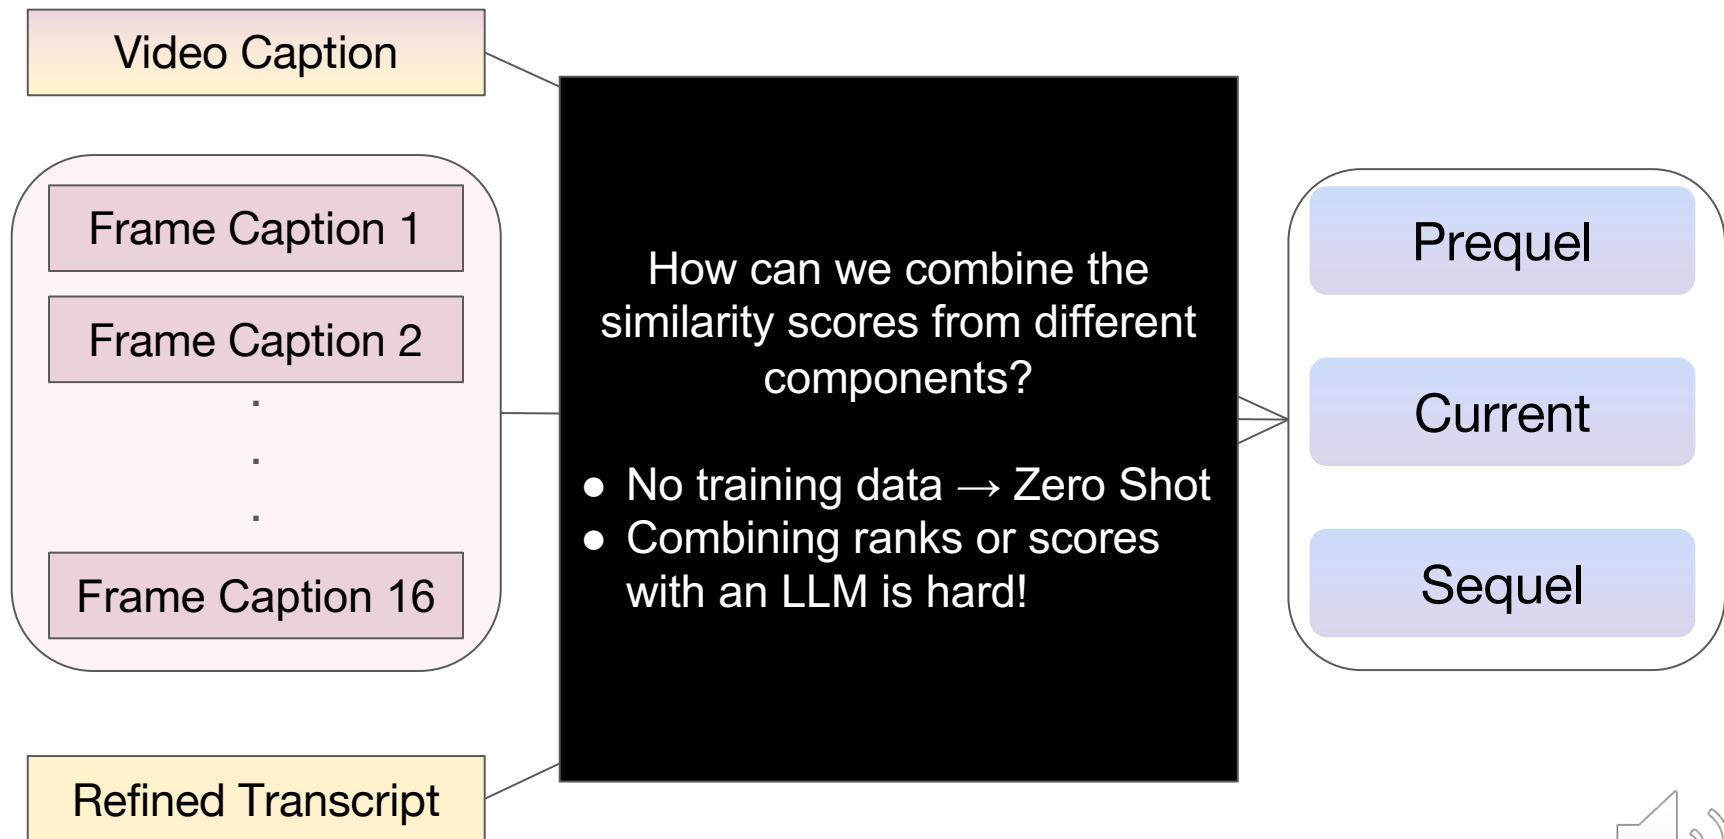 Video Caption
Frame Caption 1
Frame Caption 2
.
.
.
Frame Caption 16
Refined Transcript
How can we combine the
similarity scores from different
components?
● No training data → Zero Shot
● Combining ranks or scores
with an LLM is hard!
Prequel
Current
Sequel